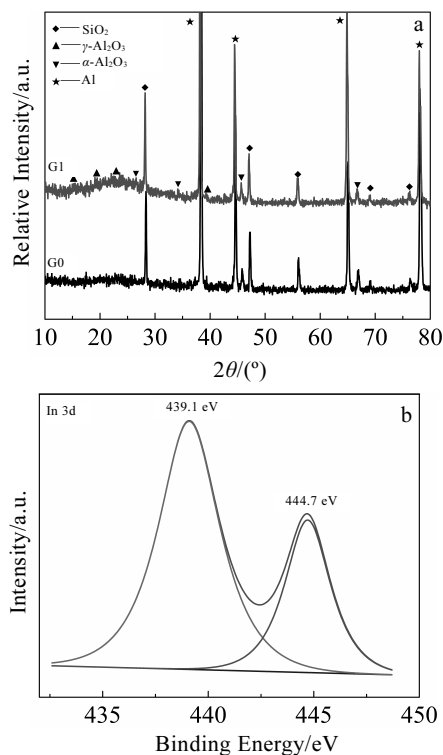 a
◆ SiO₂
▲ γ-Al₂O₃
▼ α-Al₂O₃
★ Al
Relative Intensity/a.u.
G1
G0
10 20 30 40 50 60 70 80
2θ/(º)
In 3d
439.1 eV
b
444.7 eV
Intensity/a.u.
435 440 445 450
Binding Energy/eV